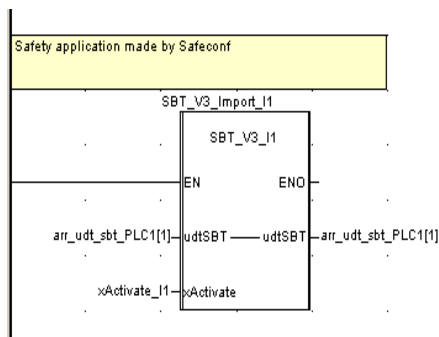 Safety application made by Safeconf
SBT_V3_Import_I1
SBT_V3_I1
EN ENO
arr_udt_sbt_PLC1[1] udtSBT udtSBT arr_udt_sbt_PLC1[1]
xActivate_I1 xActivate